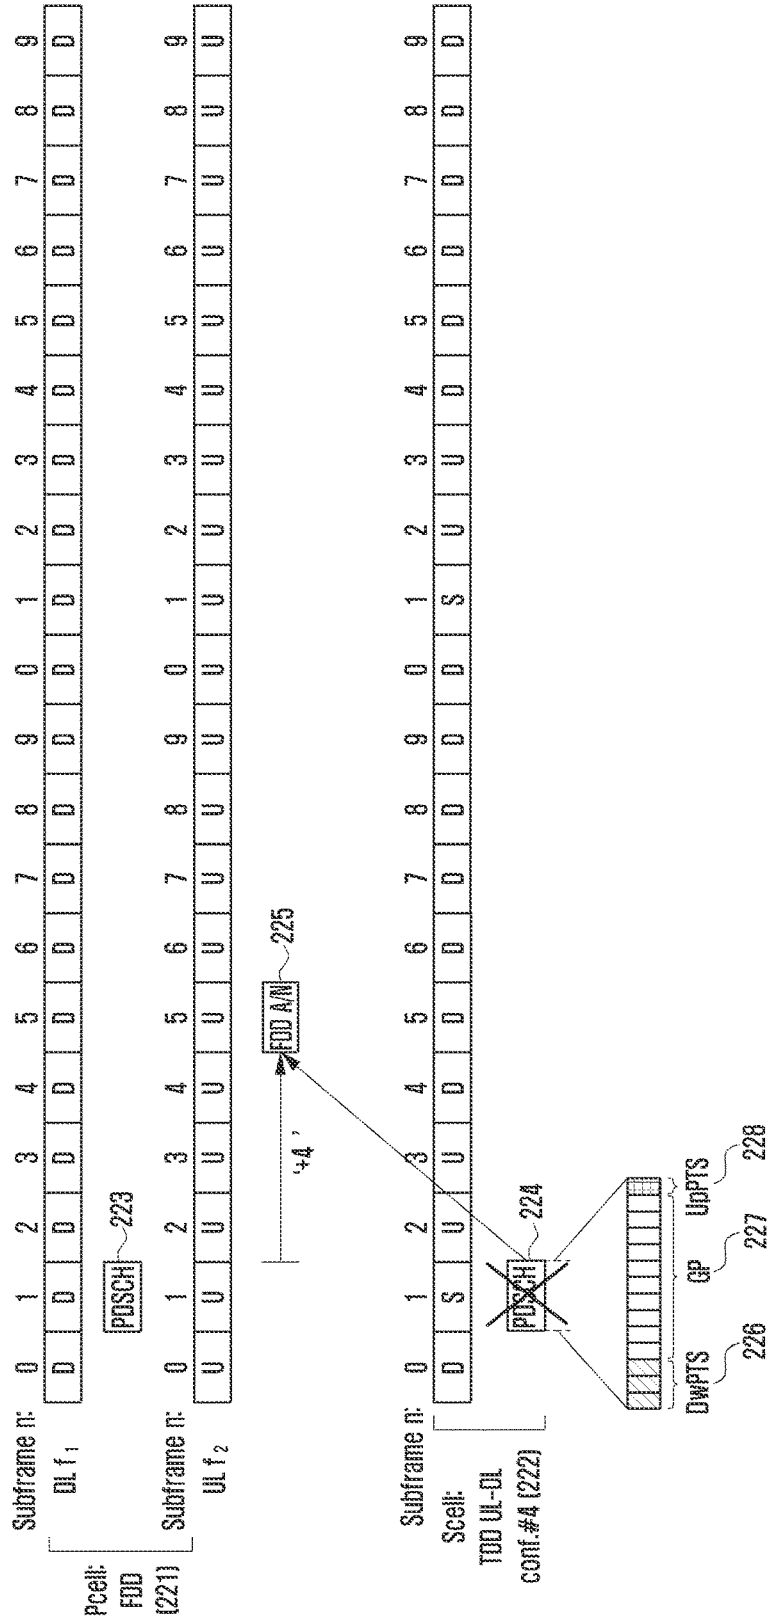 Subframe n: 0 1 2 3 4 5 6 7 8 9 0 1 2 3 4 5 6 7 8 9
DL f1 D D D D D D D D D D D D D D D D D D D D
Pcell:
FDD
(221)
PDSCH 223
Subframe n: 0 1 2 3 4 5 6 7 8 9 0 1 2 3 4 5 6 7 8 9
UL f2 U U U U U U U U U U U U U U U U U U U U
FDD A/N 225
'+4'
Subframe n: 0 1 2 3 4 5 6 7 8 9 0 1 2 3 4 5 6 7 8 9
Scell: D S U U D D D D D D D S U U D D D D D D
TDD UL-DL
conf.#4 (222)
PDSCH 224
DwPTS GP UpPTS
226 227 228